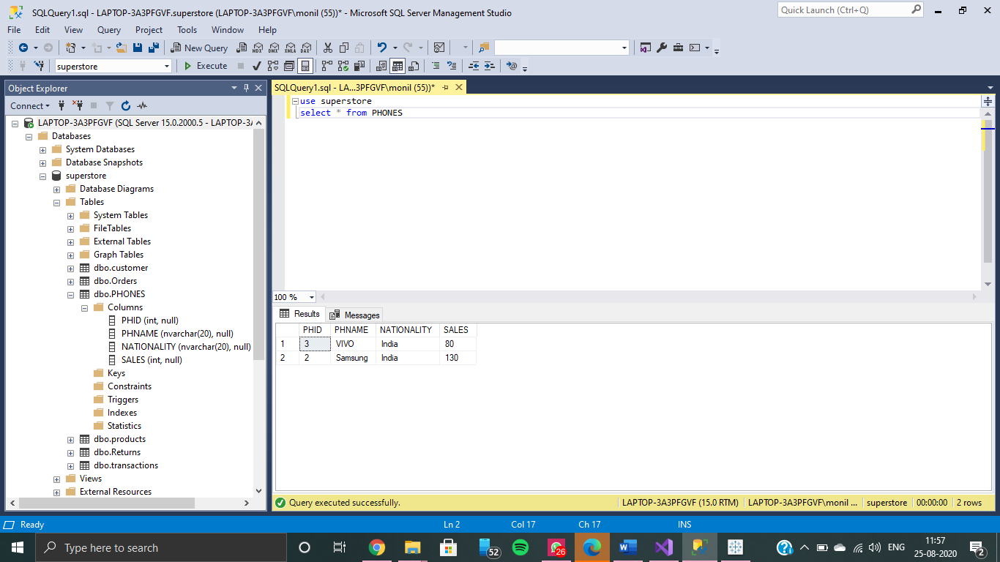 SQLQuery1.sql - LAPTOP-3A3PFGVF.superstore (LAPTOP-3A3PFGVF\monil (55))* - Microsoft SQL Server Management Studio
Quick Launch (Ctrl+Q)
File Edit View Query Project Tools Window Help
New Query
MDX DMX XMLA DAX
superstore
Execute
Object Explorer
Connect
LAPTOP-3A3PFGVF (SQL Server 15.0.2000.5 - LAPTOP-3A
Databases
System Databases
Database Snapshots
superstore
Database Diagrams
Tables
System Tables
FileTables
External Tables
Graph Tables
dbo.customer
dbo.Orders
dbo.PHONES
Columns
PHID (int, null)
PHNAME (nvarchar(20), null)
NATIONALITY (nvarchar(20), null)
SALES (int, null)
Keys
Constraints
Triggers
Indexes
Statistics
dbo.products
dbo.Returns
dbo.transactions
Views
External Resources
SQLQuery1.sql - LA...3PFGVF\monil (55))*
use superstore
select * from PHONES
100 %
Results Messages
PHID PHNAME NATIONALITY SALES
1 3 VIVO India 80
2 2 Samsung India 130
Query executed successfully.
LAPTOP-3A3PFGVF (15.0 RTM) LAPTOP-3A3PFGVF\monil ... superstore 00:00:00 2 rows
Ready Ln 2 Col 17 Ch 17 INS
Type here to search
52
26
ENG
11:57
25-08-2020
2